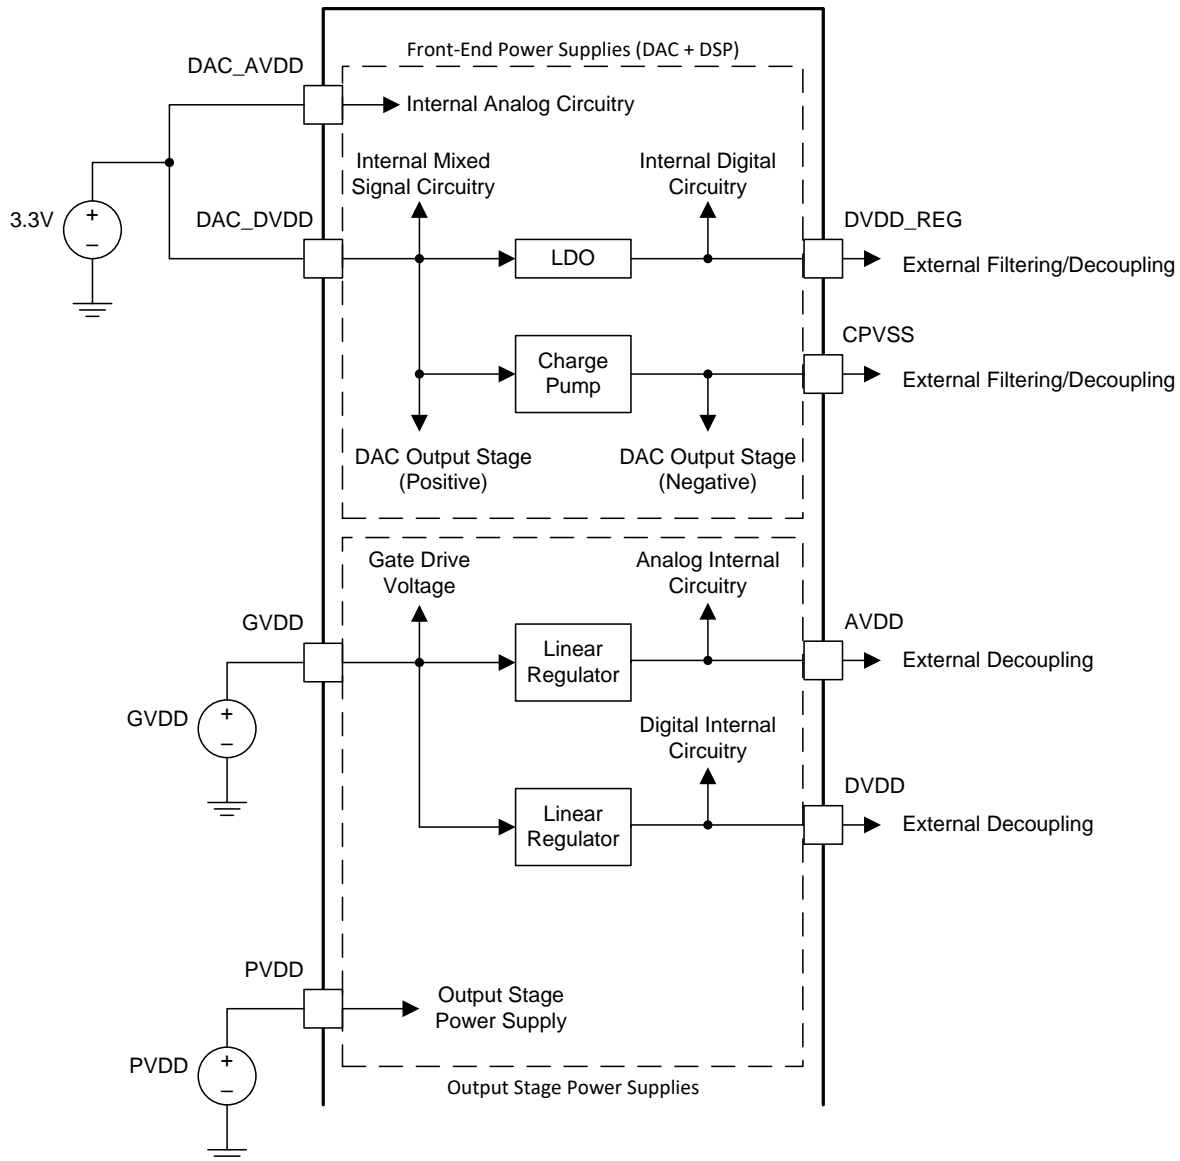 Front-End Power Supplies (DAC + DSP)
DAC_AVDD
Internal Analog Circuitry
Internal Mixed
Signal Circuitry
Internal Digital
Circuitry
3.3V
+
−
DAC_DVDD
LDO
DVDD_REG
External Filtering/Decoupling
Charge
Pump
CPVSS
External Filtering/Decoupling
DAC Output Stage
(Positive)
DAC Output Stage
(Negative)
Gate Drive
Voltage
Analog Internal
Circuitry
GVDD
Linear
Regulator
AVDD
External Decoupling
GVDD
+
−
Digital Internal
Circuitry
Linear
Regulator
DVDD
External Decoupling
PVDD
Output Stage
Power Supply
PVDD
+
−
Output Stage Power Supplies